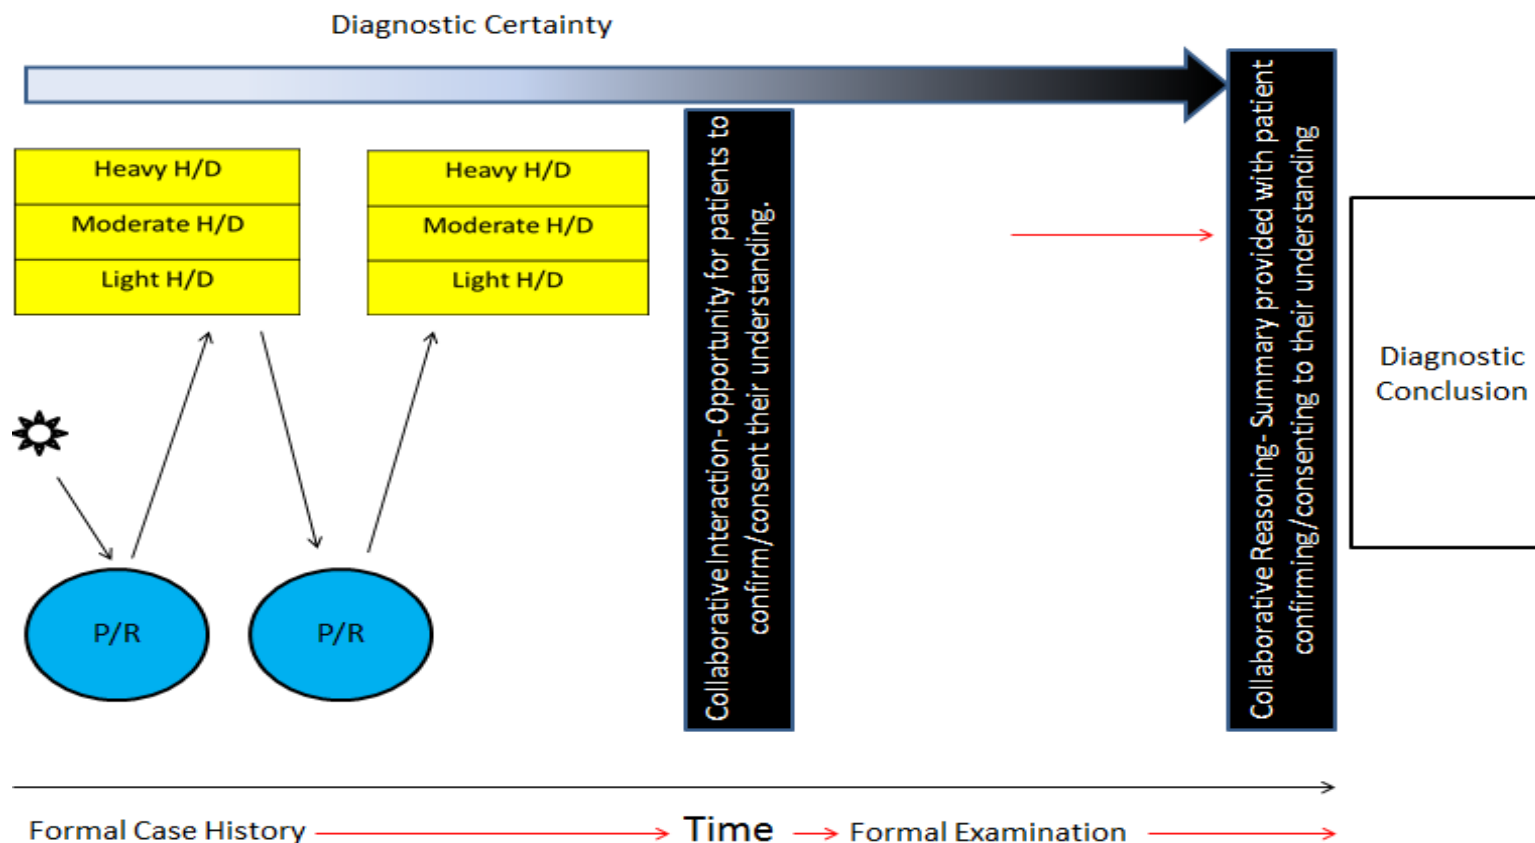 Diagnostic Certainty
Heavy H/D
Moderate H/D
Light H/D
Heavy H/D
Moderate H/D
Light H/D
P/R
P/R
Collaborative Interaction- Opportunity for patients to
confirm/consent their understanding.
Collaborative Reasoning- Summary provided with patient
confirming/consenting to their understanding
Diagnostic
Conclusion
Formal Case History
Time
Formal Examination